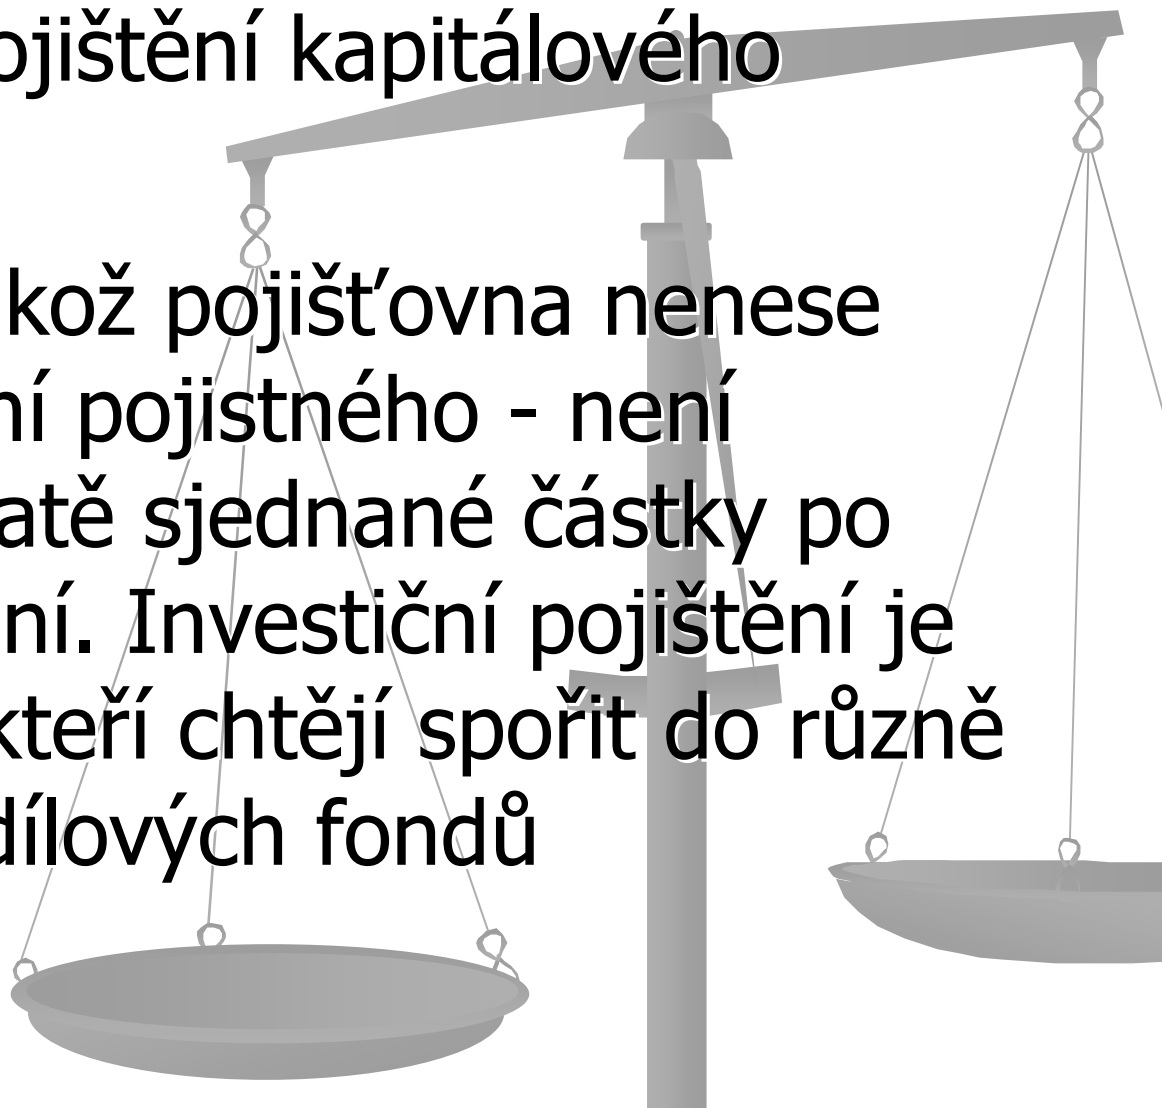 ojištění kapitálového
kož pojišťovna nenese
ní pojistného - není
atě sjednané částky po
ní. Investiční pojištění je
kteří chtějí spořit do různě
dílových fondů